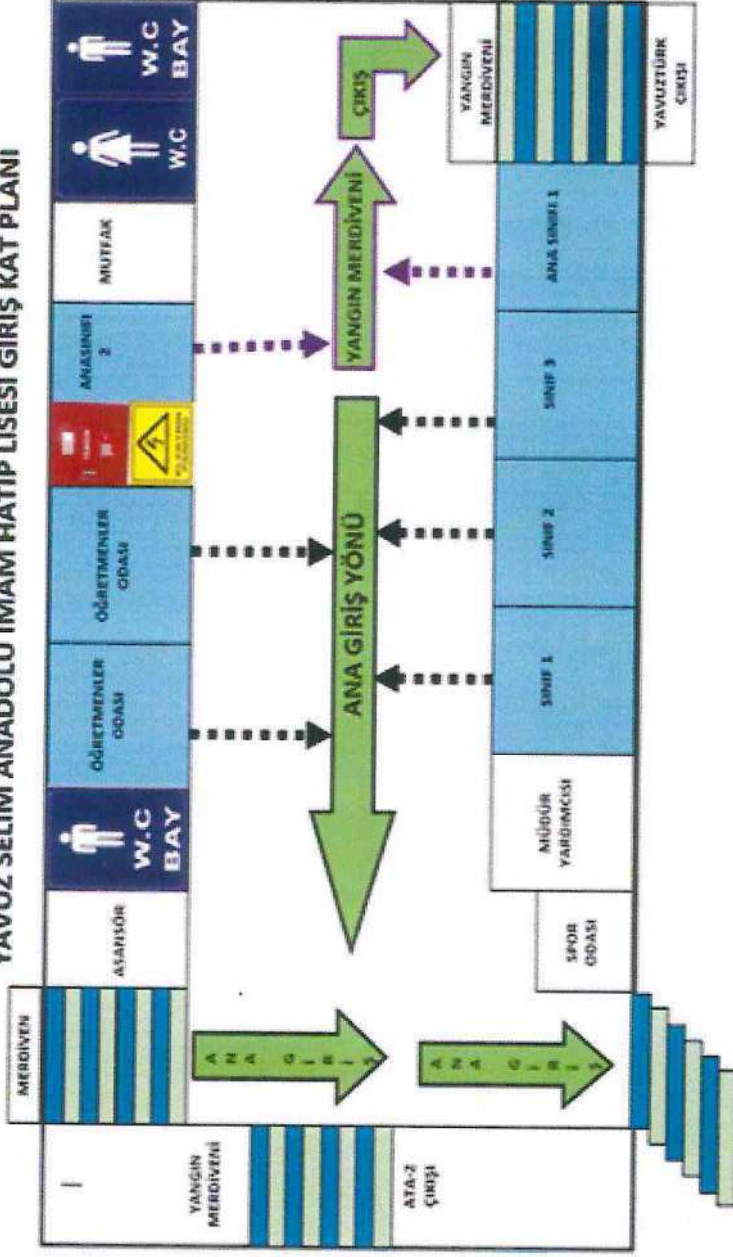 YAVUZ SELİM ANADOLU İMAM HATİP LİSESİ GİRİŞ KAT PLANI
MERDİVEN
ASANSÖR
W.C
BAY
ÖĞRETMENLER
ODASI
ÖĞRETMENLER
ODASI
ANASINIFI
2
MUTFAK
W.C
W.C
BAY
YANGIN
MERDİVENİ
ATA-2
ÇIKIŞI
ANA GİRİŞ
ANA GİRİŞ
ANA GİRİŞ YÖNÜ
YANGIN MERDİVENİ
ÇIKIŞ
SPOR
ODASI
MÜDÜR
YARDIMCISI
SINIF 1
SINIF 2
SINIF 3
ANA SINIFI 1
YANGIN
MERDİVENİ
YAVUZTÜRK
ÇIKIŞI